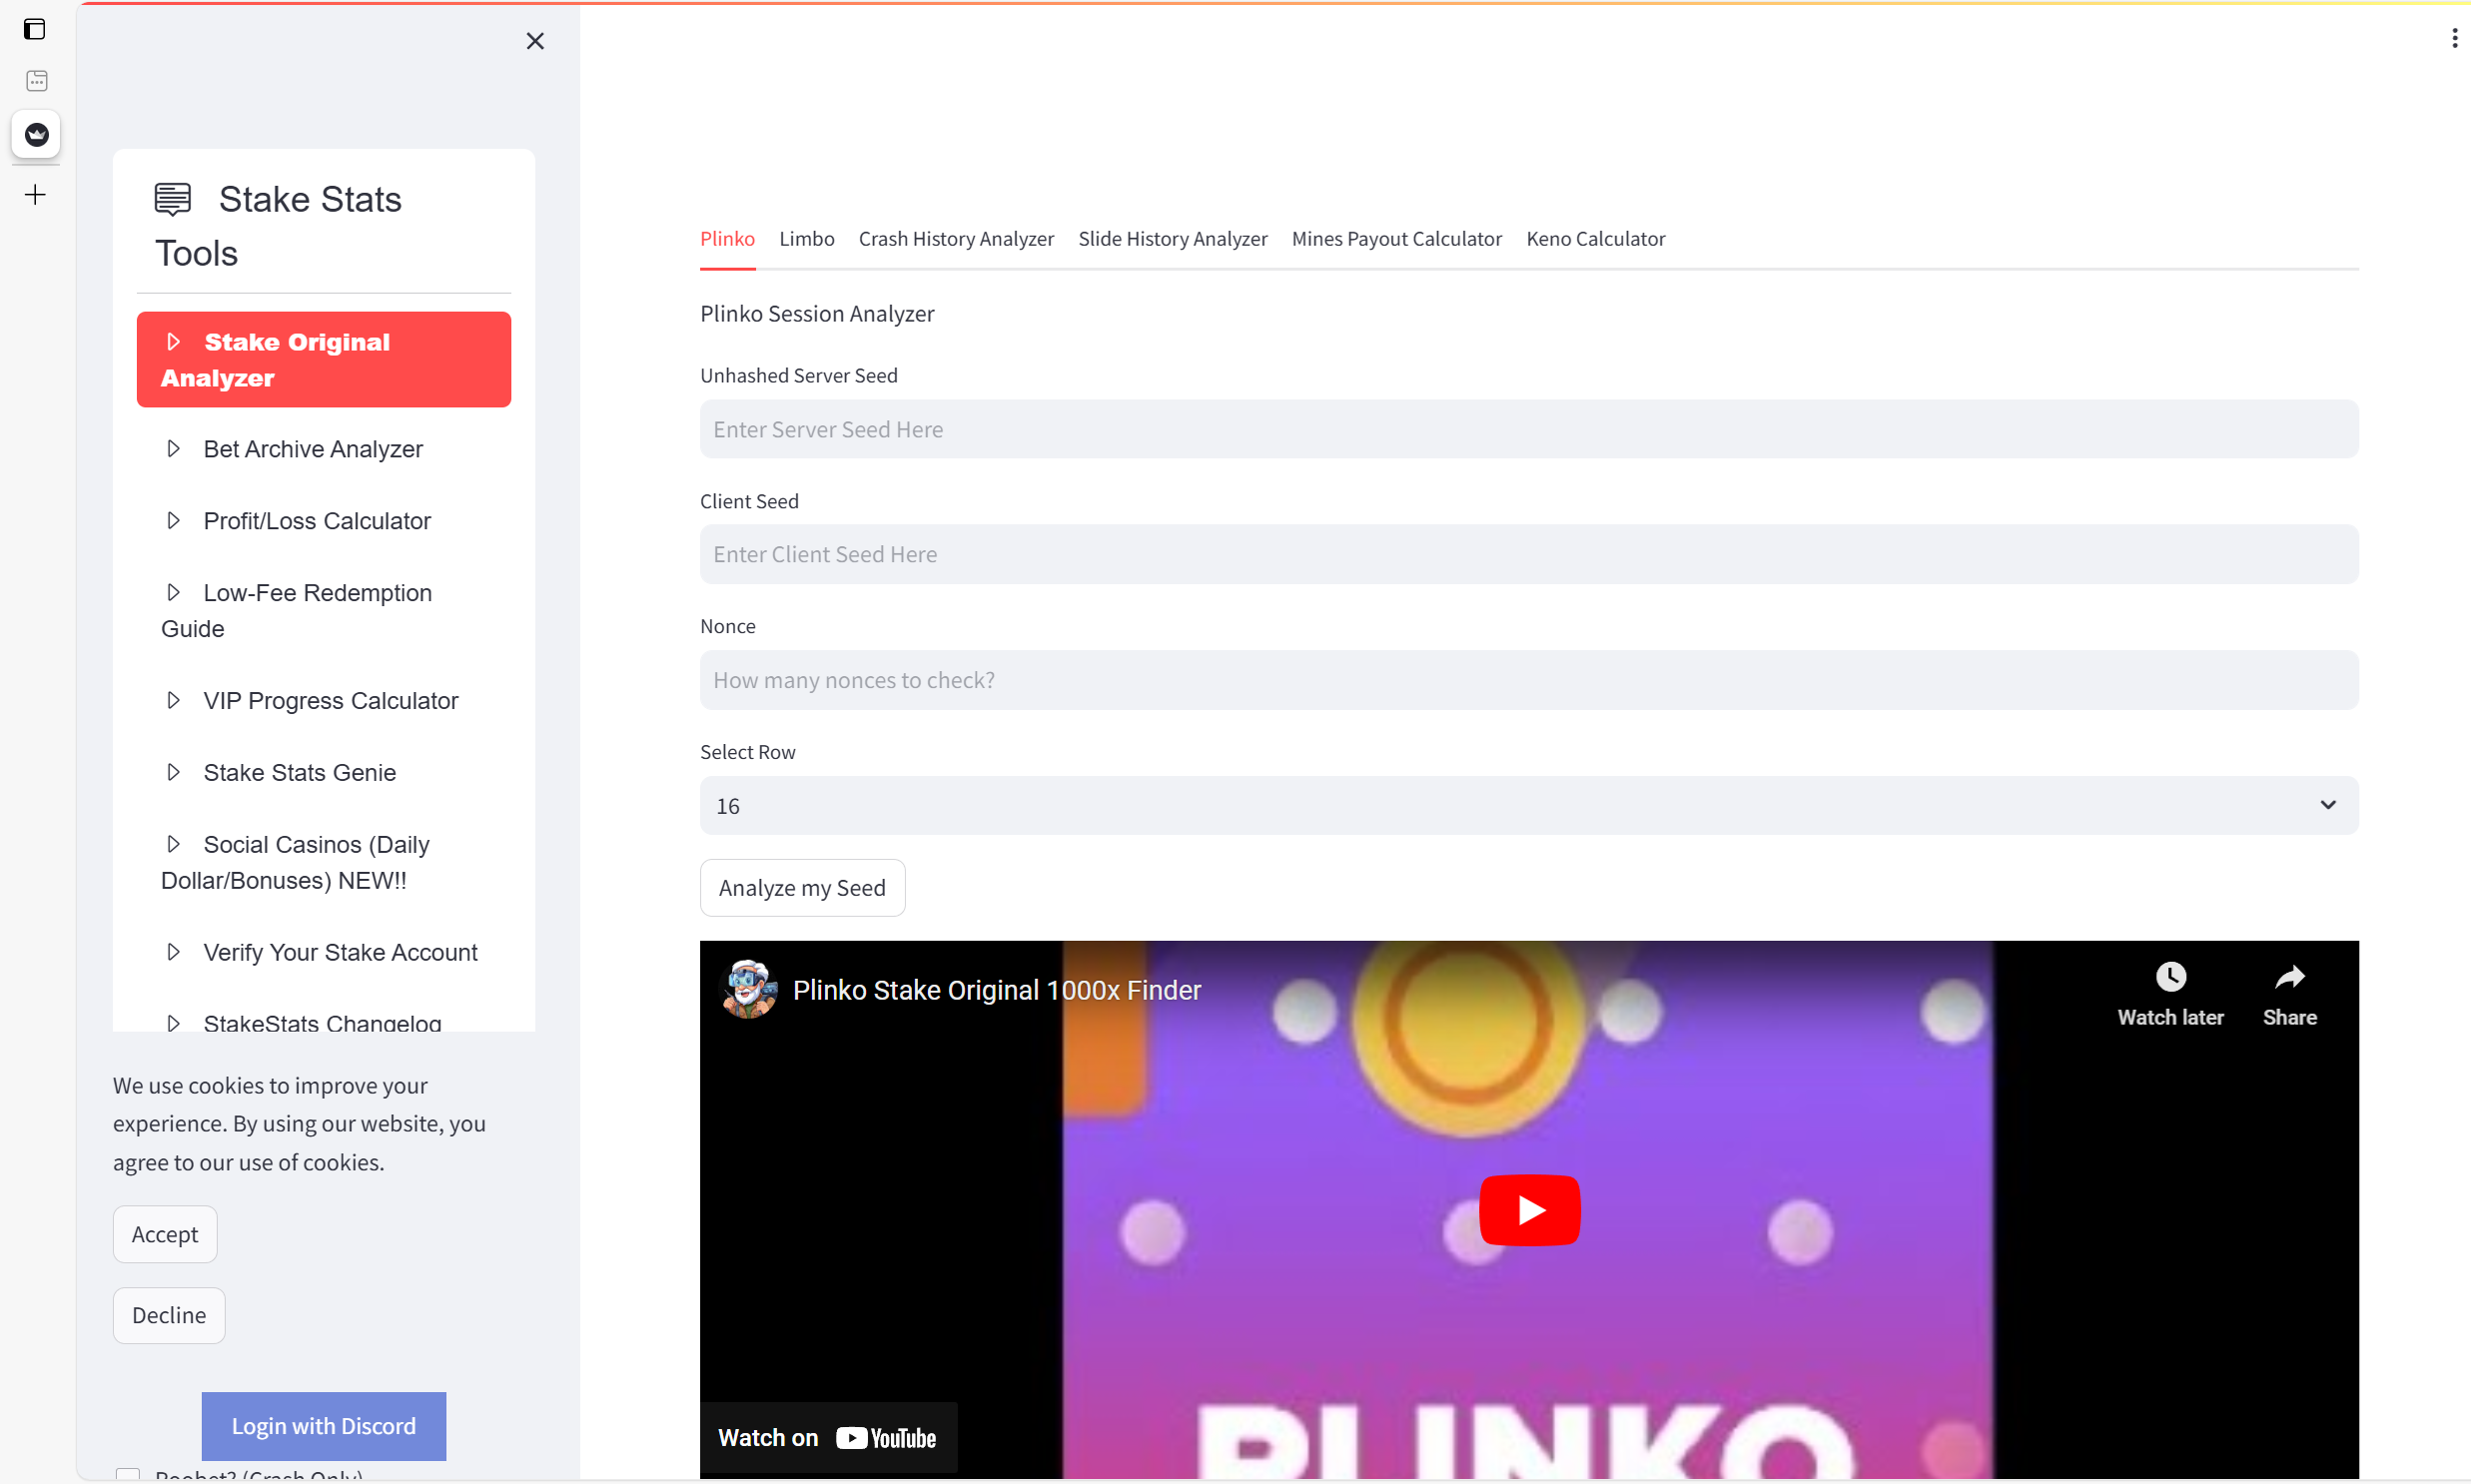 Stake Stats
Tools
Stake Original
Analyzer
Bet Archive Analyzer
Profit/Loss Calculator
Low-Fee Redemption
Guide
VIP Progress Calculator
Stake Stats Genie
Social Casinos (Daily
Dollar/Bonuses) NEW!!
Verify Your Stake Account
StakeStats Changelog
We use cookies to improve your
experience. By using our website, you
agree to our use of cookies.
Accept
Decline
Login with Discord
Roobet? (Crash Only)
Plinko Limbo Crash History Analyzer Slide History Analyzer Mines Payout Calculator Keno Calculator
Plinko Session Analyzer
Unhashed Server Seed
Enter Server Seed Here
Client Seed
Enter Client Seed Here
Nonce
How many nonces to check?
Select Row
16
Analyze my Seed
Plinko Stake Original 1000x Finder
Watch later Share
PLINKO
Watch on YouTube